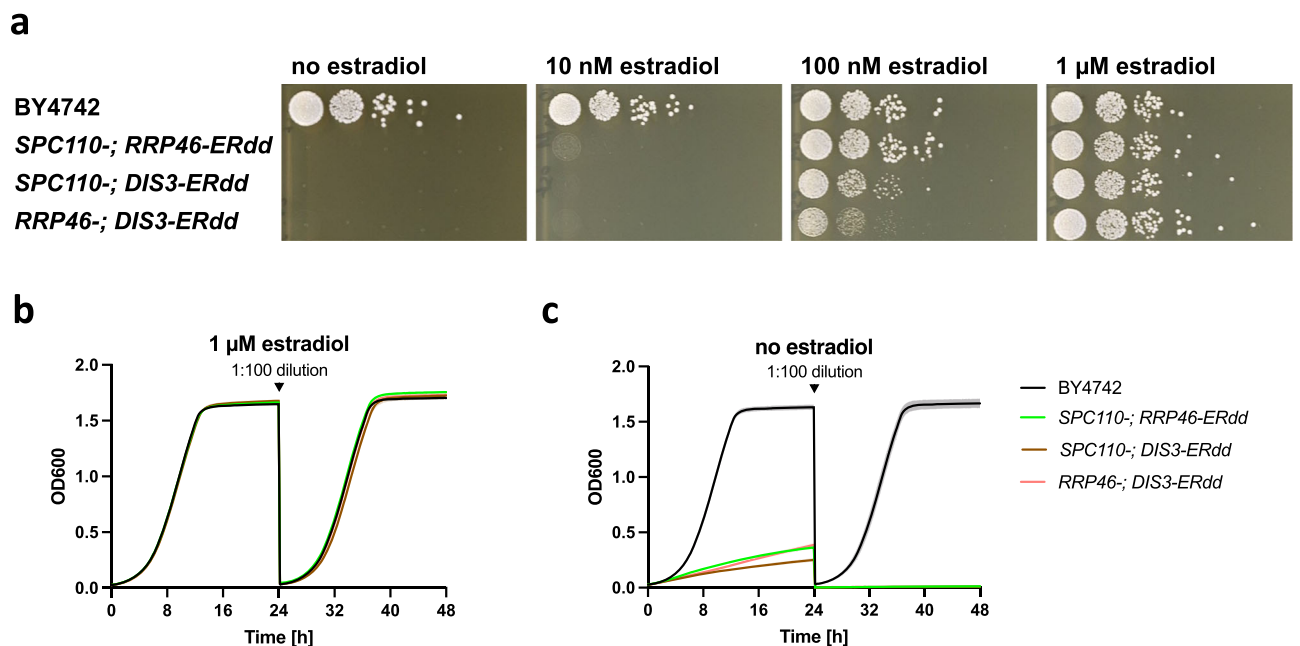 a
no estradiol
10 nM estradiol
100 nM estradiol
1 µM estradiol
BY4742
SPC110-; RRP46-ERdd
SPC110-; DIS3-ERdd
RRP46-; DIS3-ERdd
b
1 µM estradiol
1:100 dilution
2.0
1.5
1.0
0.5
0.0
OD600
0
8
16
24
32
40
48
Time [h]
c
no estradiol
1:100 dilution
2.0
1.5
1.0
0.5
0.0
OD600
0
8
16
24
32
40
48
Time [h]
BY4742
SPC110-; RRP46-ERdd
SPC110-; DIS3-ERdd
RRP46-; DIS3-ERdd